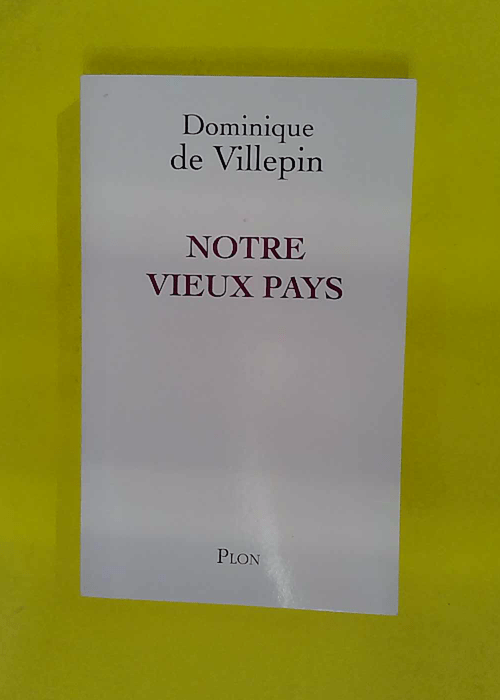 Dominique
de Villepin
NOTRE
VIEUX PAYS
PLON